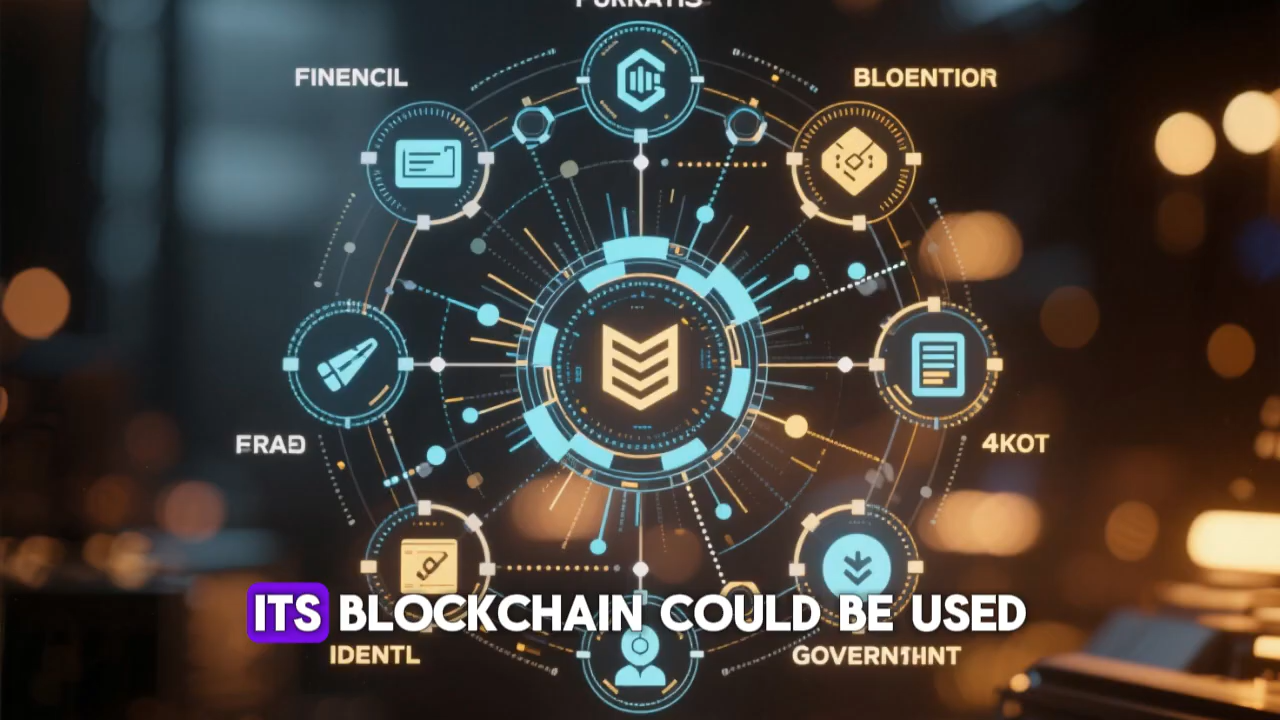 FINENCIL
BLOENTIOR
4KOT
ITS BLOCKCHAIN COULD BE USED
IDENTL